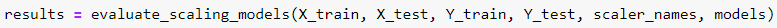 results = evaluate_scaling_models(X_train, X_test, Y_train, Y_test, scaler_names, models)